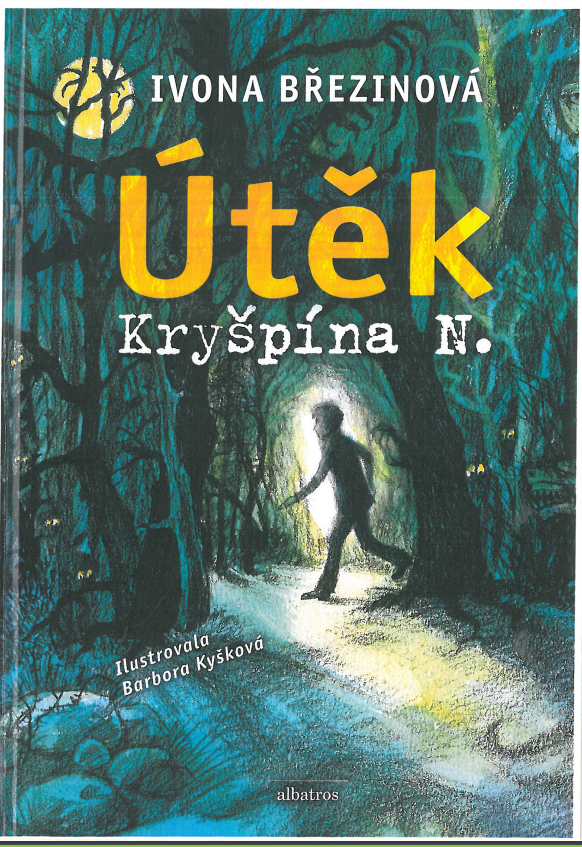 IVONA BŘEZINOVÁ
Útěk
Kryšpína N.
Ilustrovala
Barbora Kyšková
albatros